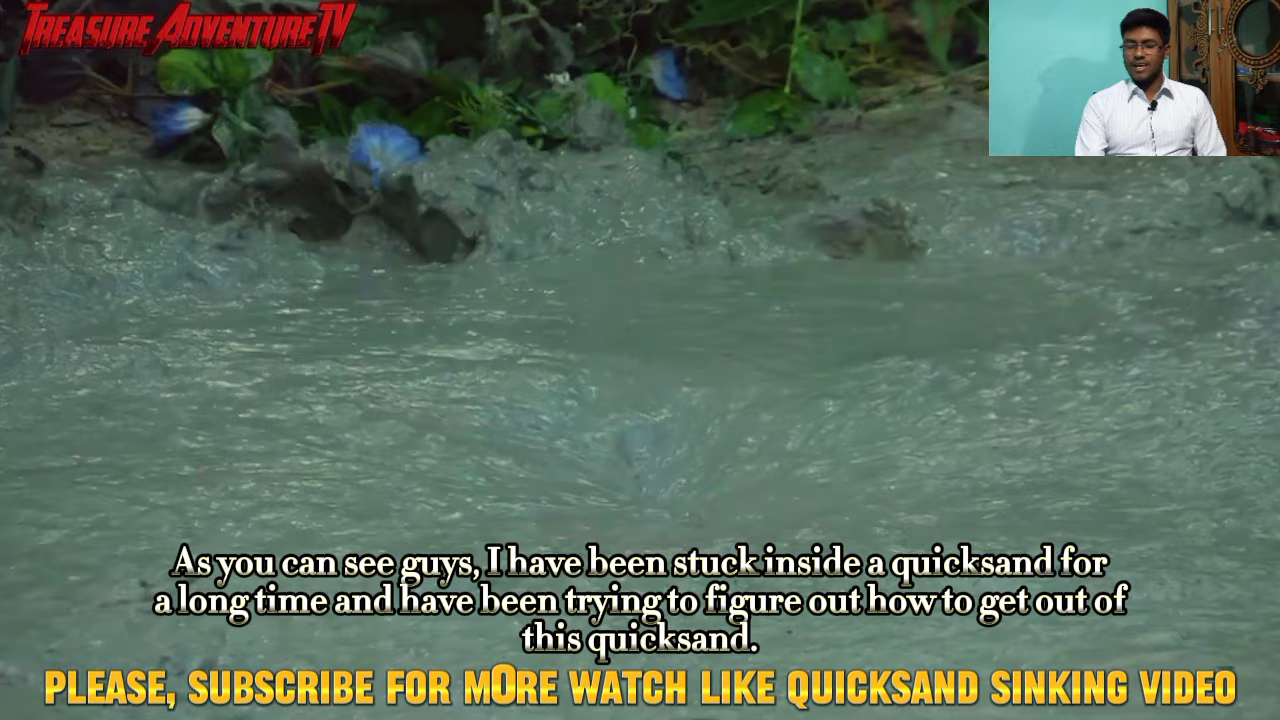 TREASURE ADVENTURE TV
As you can see guys, I have been stuck inside a quicksand for
a long time and have been trying to figure out how to get out of
this quicksand.
PLEASE, SUBSCRIBE FOR MORE WATCH LIKE QUICKSAND SINKING VIDEO